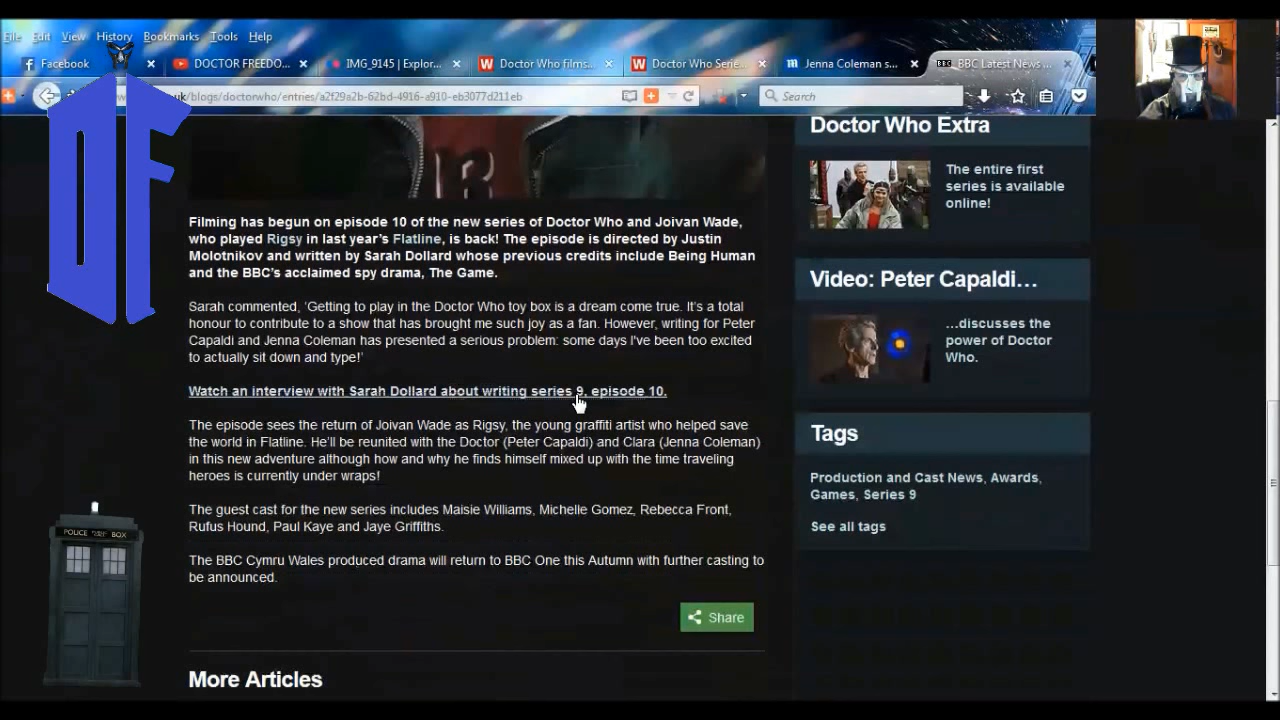 File Edit View History Bookmarks Tools Help
Facebook
DOCTOR FREEDO...
IMG_9145 | Explor...
Doctor Who films...
Doctor Who Serie...
Jenna Coleman s...
BBC BBC Latest News ...
uk/blogs/doctorwho/entries/a2f29a2b-62bd-4916-a910-eb3077d211eb
Search
DF
Filming has begun on episode 10 of the new series of Doctor Who and Joivan Wade,
who played Rigsy in last year's Flatline, is back! The episode is directed by Justin
Molotnikov and written by Sarah Dollard whose previous credits include Being Human
and the BBC's acclaimed spy drama, The Game.
Sarah commented, 'Getting to play in the Doctor Who toy box is a dream come true. It's a total
honour to contribute to a show that has brought me such joy as a fan. However, writing for Peter
Capaldi and Jenna Coleman has presented a serious problem: some days I've been too excited
to actually sit down and type!'
Watch an interview with Sarah Dollard about writing series 9, episode 10.
The episode sees the return of Joivan Wade as Rigsy, the young graffiti artist who helped save
the world in Flatline. He'll be reunited with the Doctor (Peter Capaldi) and Clara (Jenna Coleman)
in this new adventure although how and why he finds himself mixed up with the time traveling
heroes is currently under wraps!
The guest cast for the new series includes Maisie Williams, Michelle Gomez, Rebecca Front,
Rufus Hound, Paul Kaye and Jaye Griffiths.
The BBC Cymru Wales produced drama will return to BBC One this Autumn with further casting to
be announced.
Share
More Articles
Doctor Who Extra
The entire first
series is available
online!
Video: Peter Capaldi...
...discusses the
power of Doctor
Who.
Tags
Production and Cast News, Awards,
Games, Series 9
See all tags
POLICE BOX